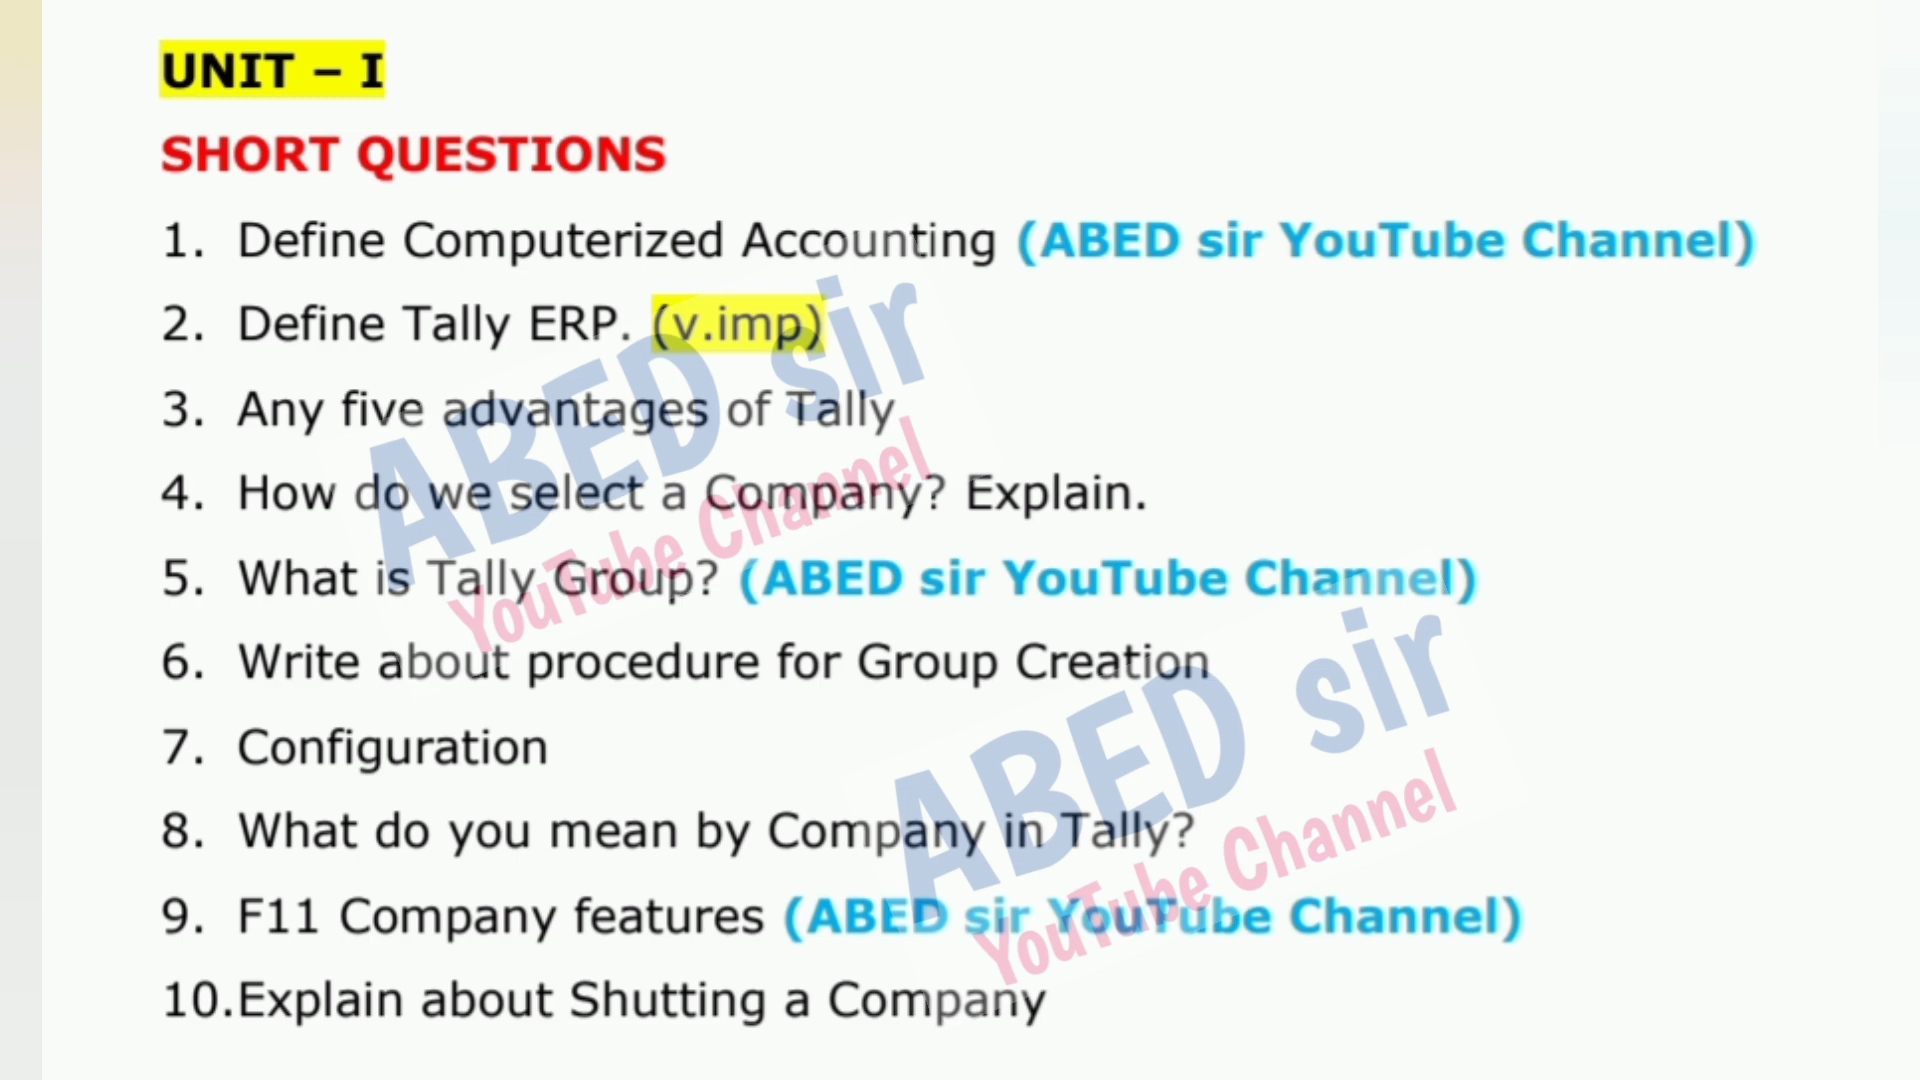 UNIT – I
SHORT QUESTIONS
1. Define Computerized Accounting (ABED sir YouTube Channel)
2. Define Tally ERP. (v.imp)
3. Any five advantages of Tally
4. How do we select a Company? Explain.
5. What is Tally Group? (ABED sir YouTube Channel)
6. Write about procedure for Group Creation
7. Configuration
8. What do you mean by Company in Tally?
9. F11 Company features (ABED sir YouTube Channel)
10.Explain about Shutting a Company
ABED sir
YouTube Channel
ABED sir
YouTube Channel